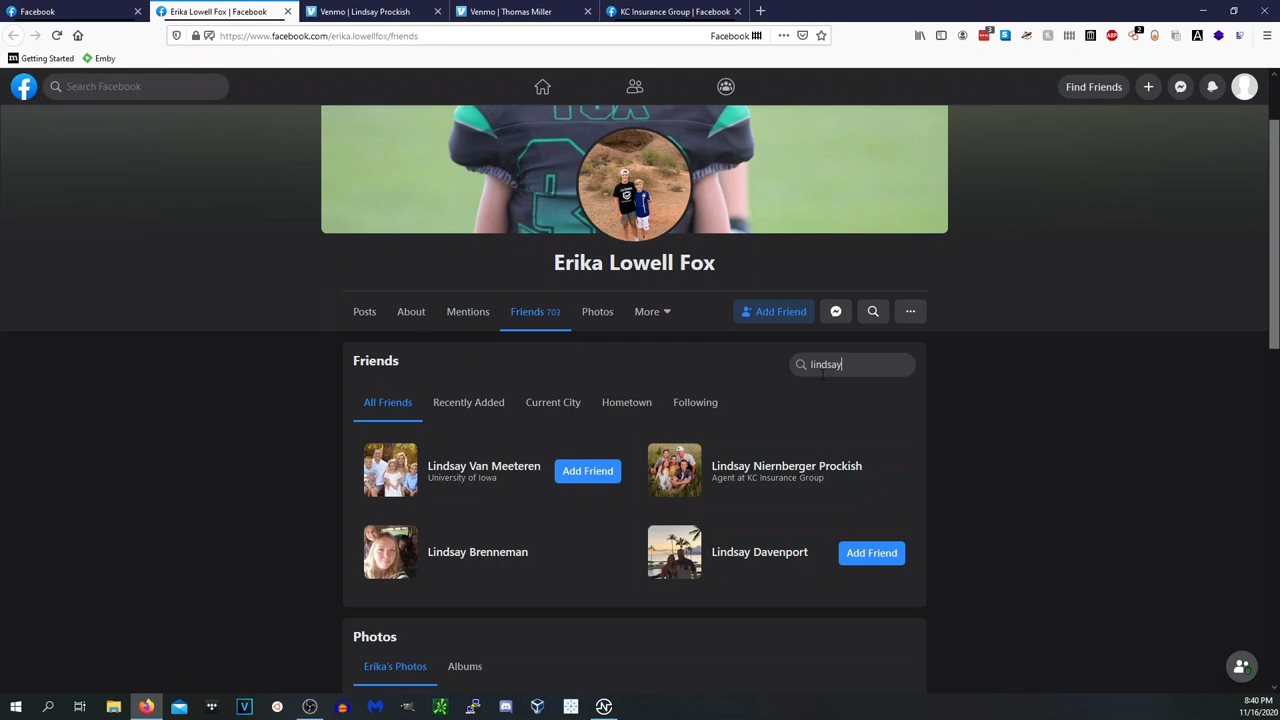 Facebook
Erika Lowell Fox | Facebook
Venmo | Lindsay Prockish
Venmo | Thomas Miller
KC Insurance Group | Facebook
https://www.facebook.com/erika.lowellfox/friends
Facebook
3
2
Getting Started
Emby
Search Facebook
Find Friends
FOX
Erika Lowell Fox
Posts
About
Mentions
Friends 703
Photos
More
Add Friend
Friends
lindsay
All Friends
Recently Added
Current City
Hometown
Following
Lindsay Van Meeteren
University of Iowa
Add Friend
Lindsay Niernberger Prockish
Agent at KC Insurance Group
Lindsay Brenneman
Lindsay Davenport
Add Friend
Photos
Erika's Photos
Albums
8:40 PM
11/16/2020